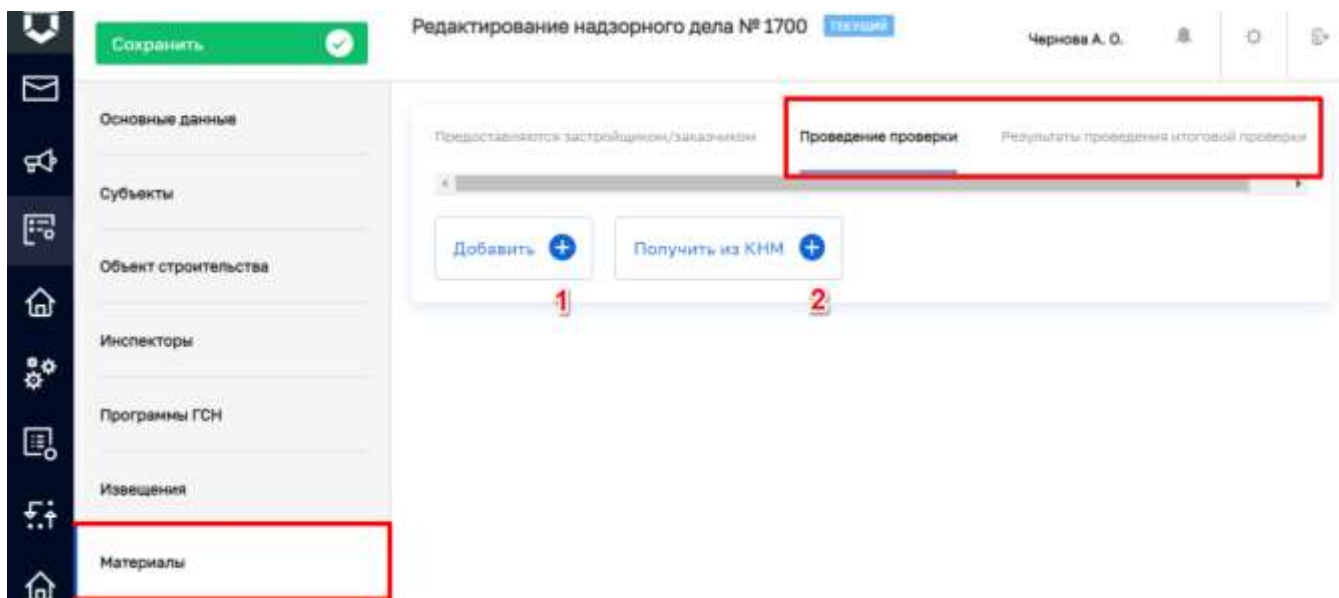 Сохранить
Редактирование надзорного дела № 1700 текущий
Чернова А. О.
Основные данные
Предоставляются застройщиком/заказчиком Проведение проверки Результаты проведения итоговой проверки
Субъекты
Добавить
Получить из КНМ
Объект строительства
1
2
Инспекторы
Программы ГСН
Извещения
Материалы